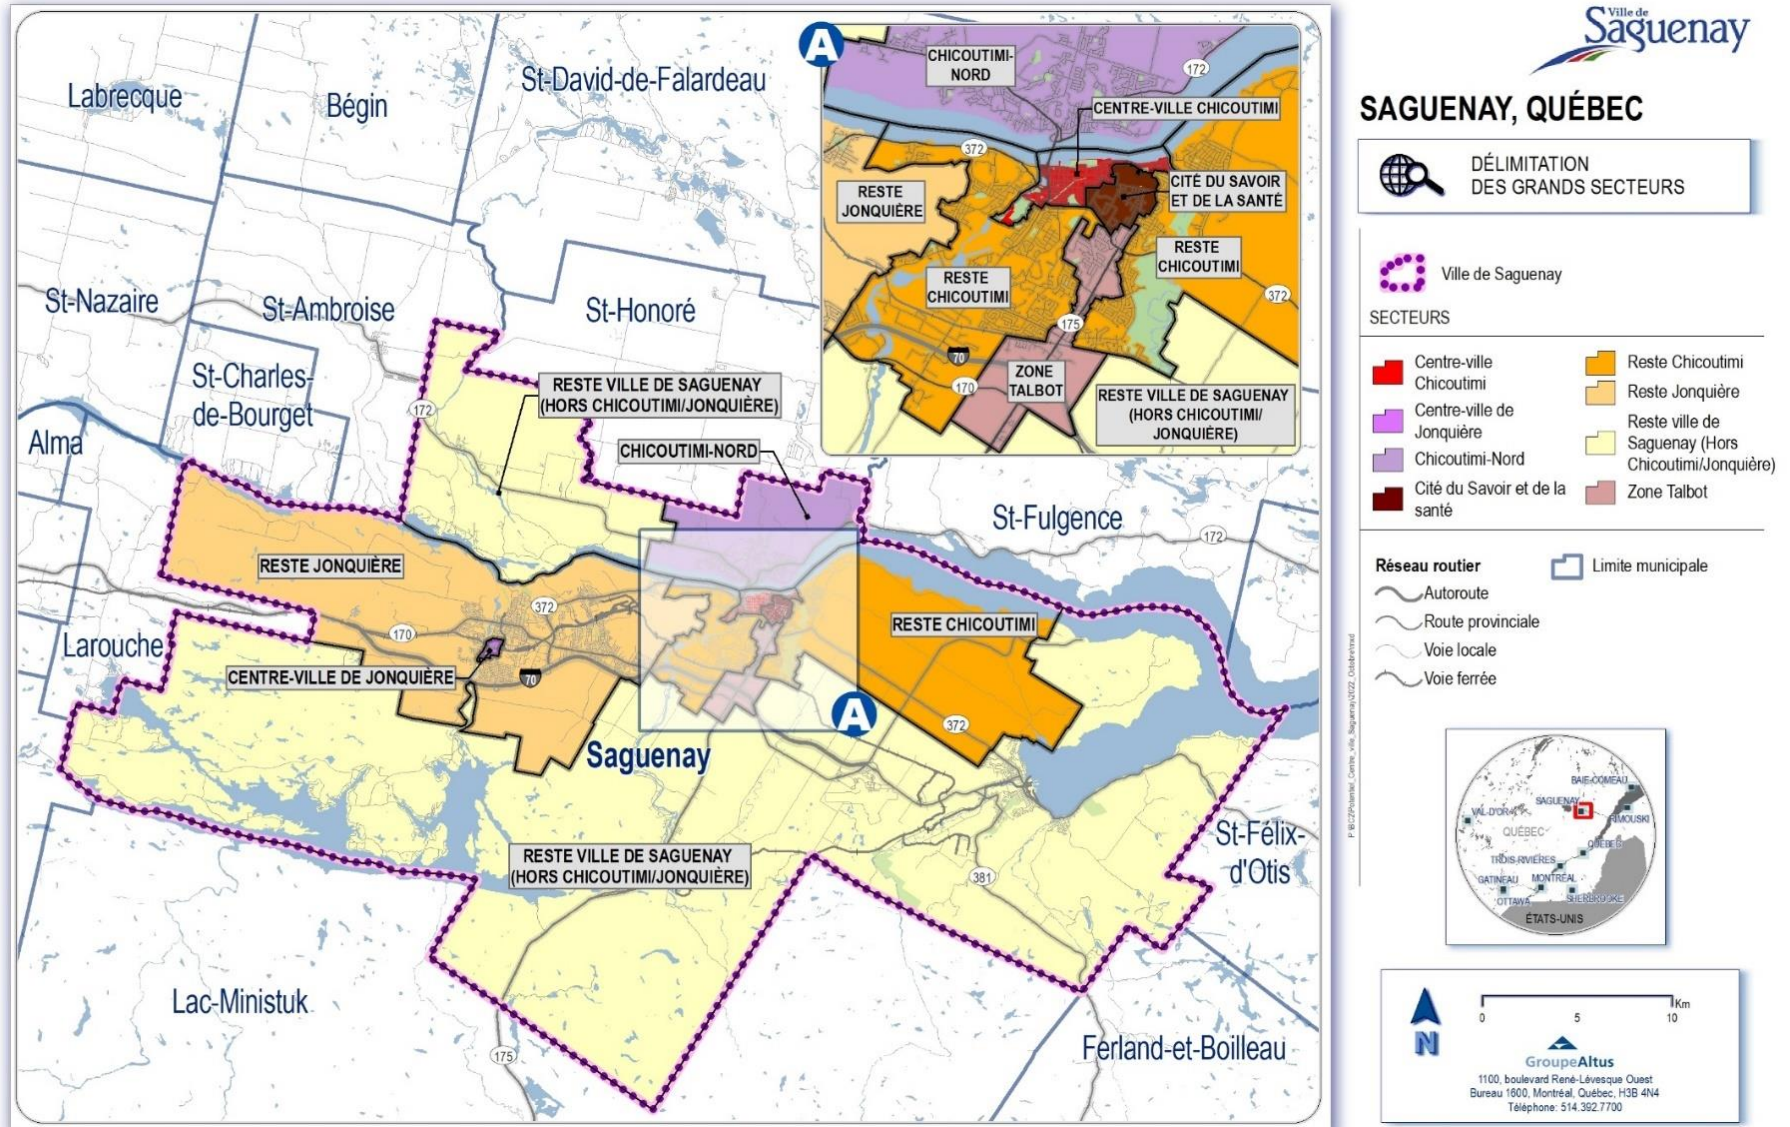 Labrecque
Bégin
St-David-de-Falardeau
St-Nazaire
St-Ambroise
St-Honoré
St-Charles-
de-Bourget
Alma
172
RESTE VILLE DE SAGUENAY
(HORS CHICOUTIMI/JONQUIÈRE)
CHICOUTIMI-NORD
St-Fulgence
172
RESTE JONQUIÈRE
372
RESTE CHICOUTIMI
170
Larouche
CENTRE-VILLE DE JONQUIÈRE
70
A
372
Saguenay
RESTE VILLE DE SAGUENAY
(HORS CHICOUTIMI/JONQUIÈRE)
381
St-Félix-
d'Otis
Lac-Ministuk
175
Ferland-et-Boilleau
A
CHICOUTIMI-
NORD
172
CENTRE-VILLE CHICOUTIMI
372
RESTE
JONQUIÈRE
CITÉ DU SAVOIR
ET DE LA SANTÉ
RESTE
CHICOUTIMI
RESTE
CHICOUTIMI
372
175
70
170
ZONE
TALBOT
RESTE VILLE DE SAGUENAY
(HORS CHICOUTIMI/
JONQUIÈRE)
Ville de
Saguenay
SAGUENAY, QUÉBEC
DÉLIMITATION
DES GRANDS SECTEURS
Ville de Saguenay
SECTEURS
Centre-ville
Chicoutimi
Centre-ville de
Jonquière
Chicoutimi-Nord
Cité du Savoir et de la
santé
Reste Chicoutimi
Reste Jonquière
Reste ville de
Saguenay (Hors
Chicoutimi/Jonquière)
Zone Talbot
Réseau routier
Autoroute
Route provinciale
Voie locale
Voie ferrée
Limite municipale
BAIE-COMEAU
SAGUENAY
VAL-D'OR
RIMOUSKI
QUÉBEC
QUÉBEC
TROIS-RIVIÈRES
GATINEAU
MONTRÉAL
OTTAWA
SHERBROOKE
ÉTATS-UNIS
N
Km
0 5 10
GroupeAltus
1100, boulevard René-Lévesque Ouest
Bureau 1600, Montréal, Québec, H3B 4N4
Téléphone: 514.392.7700